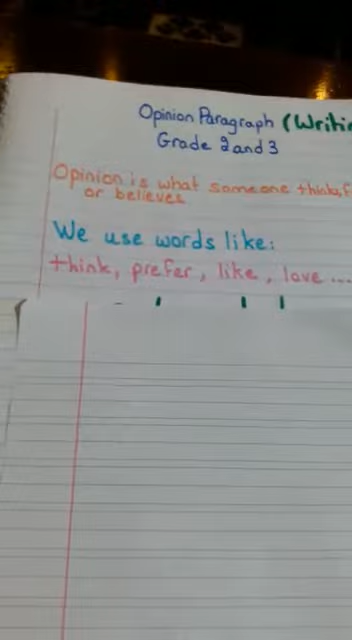 Opinion Paragraph (Writin
Grade 2 and 3
Opinion is what someone thinks, f
or believes
We use words like:
think, prefer, like, love ...